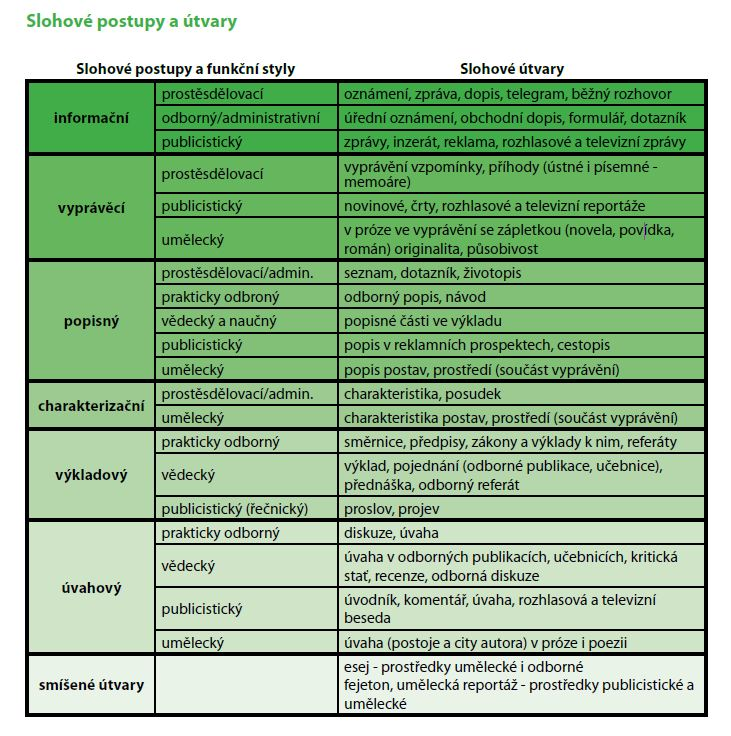 Slohové postupy a útvary
Slohové postupy a funkční styly Slohové útvary
informační
prostěsdělovací oznámení, zpráva, dopis, telegram, běžný rozhovor
odborný/administrativní úřední oznámení, obchodní dopis, formulář, dotazník
publicistický zprávy, inzerát, reklama, rozhlasové a televizní zprávy
vyprávěcí
prostěsdělovací vyprávění vzpomínky, příhody (ústné i písemné -
memoáre)
publicistický novinové, črty, rozhlasové a televizní reportáže
umělecký v próze ve vyprávění se zápletkou (novela, povídka,
román) originalita, působivost
popisný
prostěsdělovací/admin. seznam, dotazník, životopis
prakticky odbroný odborný popis, návod
vědecký a naučný popisné části ve výkladu
publicistický popis v reklamních prospektech, cestopis
umělecký popis postav, prostředí (součást vyprávění)
charakterizační
prostěsdělovací/admin. charakteristika, posudek
umělecký charakteristika postav, prostředí (součást vyprávění)
výkladový
prakticky odborný směrnice, předpisy, zákony a výklady k nim, referáty
vědecký výklad, pojednání (odborné publikace, učebnice),
přednáška, odborný referát
publicistický (řečnický) proslov, projev
úvahový
prakticky odborný diskuze, úvaha
vědecký úvaha v odborných publikacích, učebnicích, kritická
stať, recenze, odborná diskuze
publicistický úvodník, komentář, úvaha, rozhlasová a televizní
beseda
umělecký úvaha (postoje a city autora) v próze i poezii
smíšené útvary
esej - prostředky umělecké i odborné
fejeton, umělecká reportáž - prostředky publicistické a
umělecké